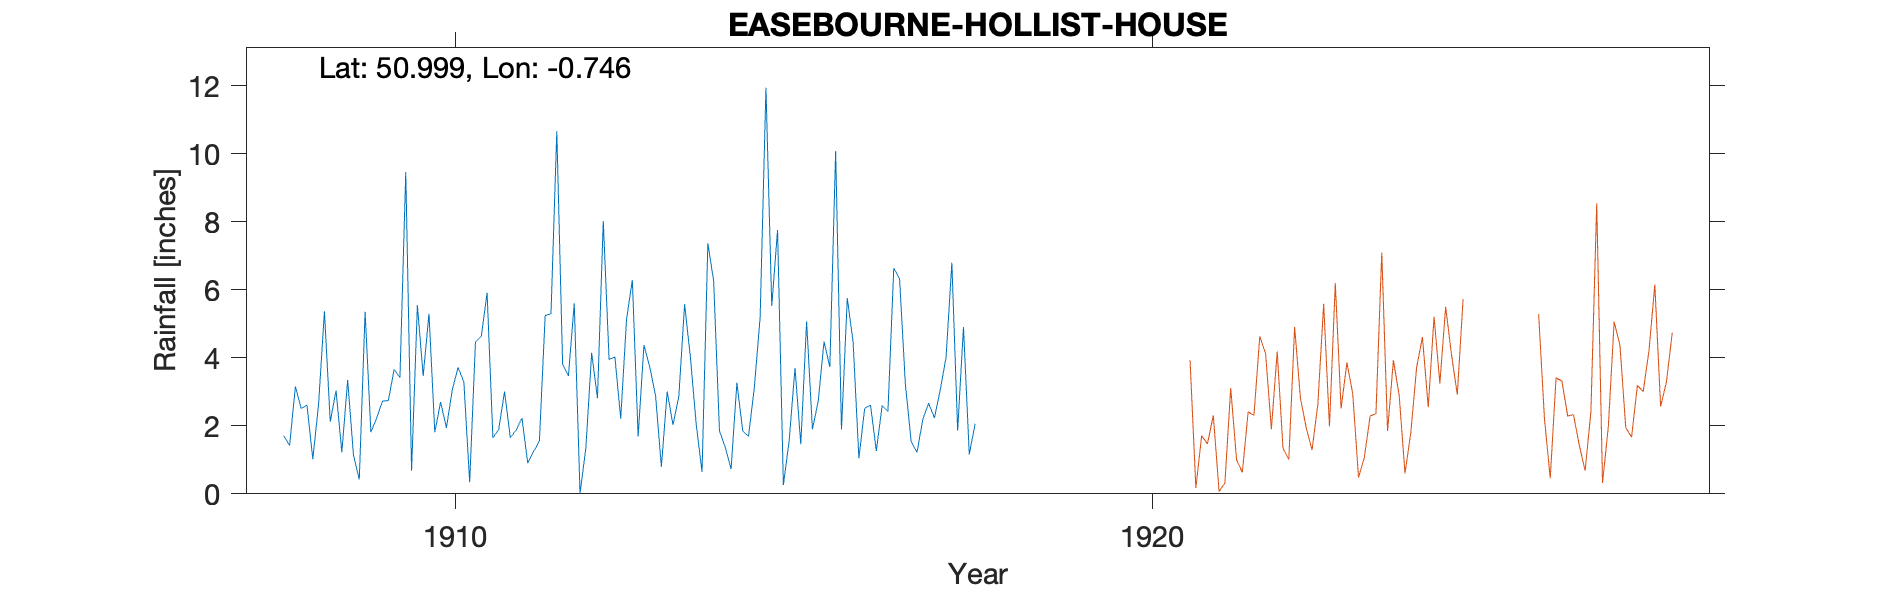 EASEBOURNE-HOLLIST-HOUSE
Lat: 50.999, Lon: -0.746
12
10
8
6
4
2
0
Rainfall [inches]
1910
1920
Year